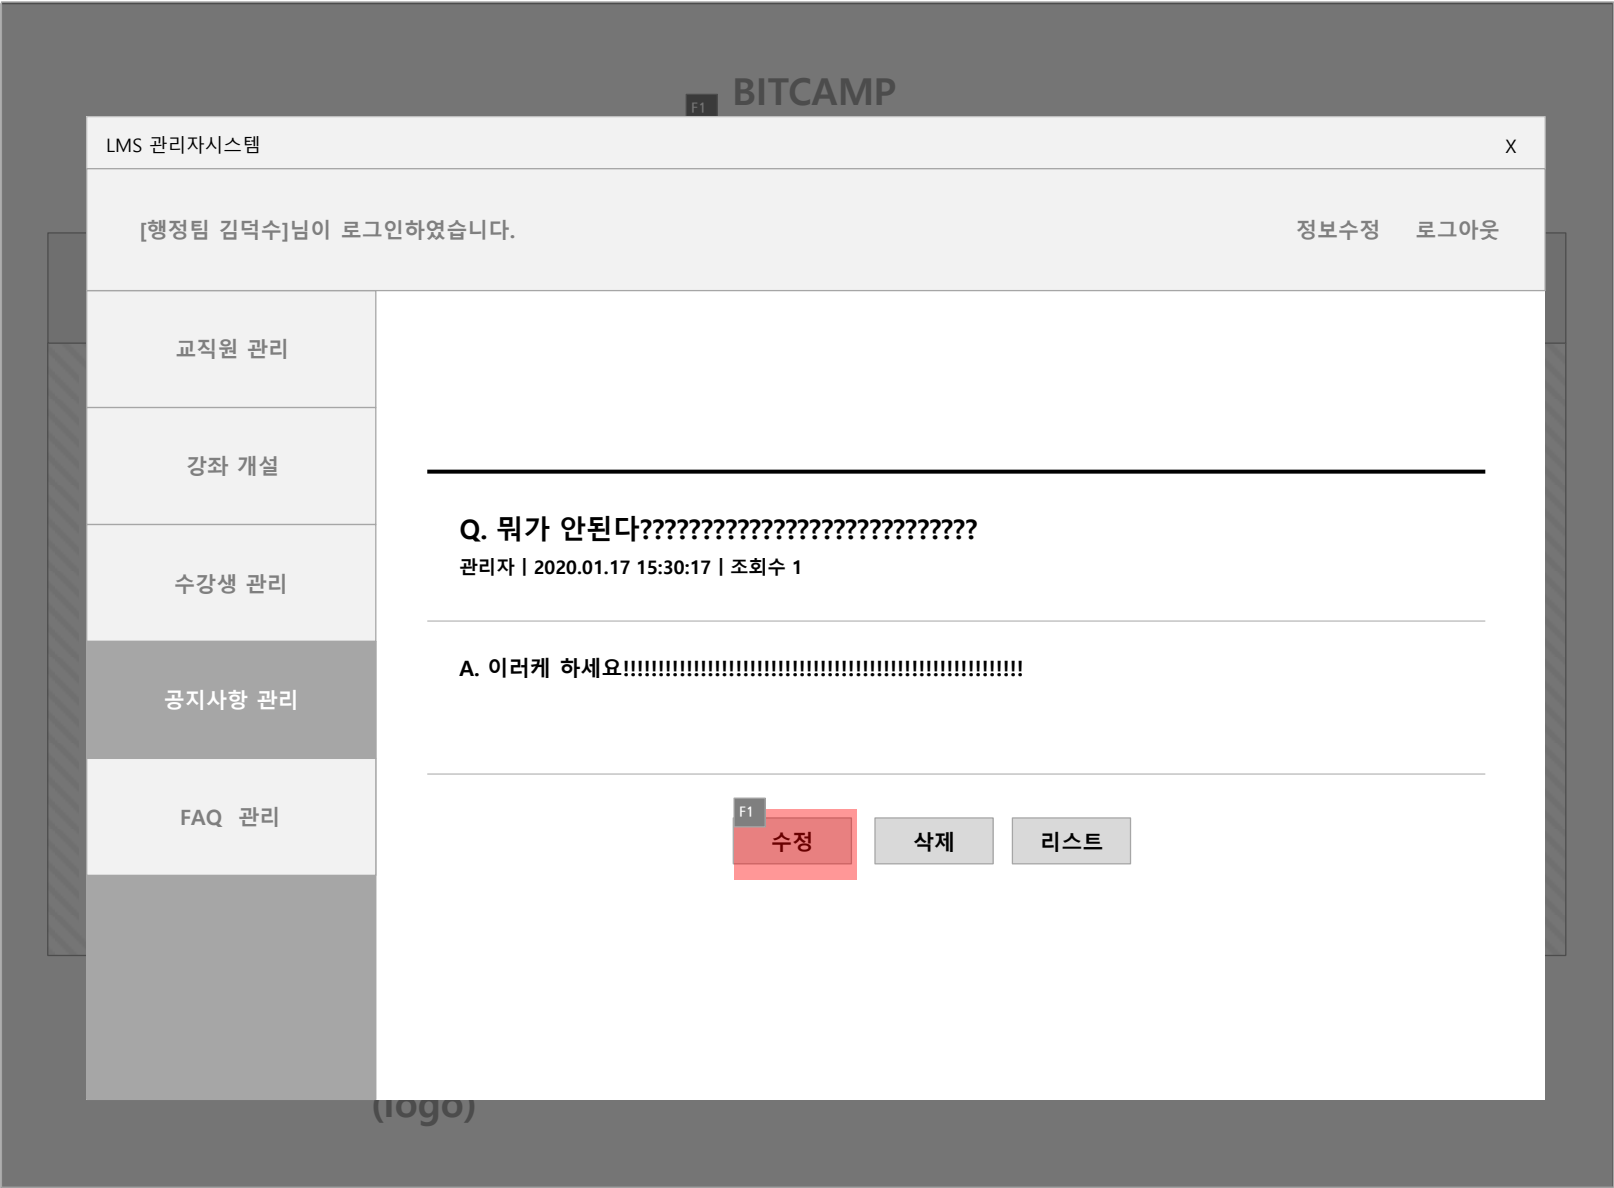 BITCAMP
F1
LMS 관리자시스템
X
[행정팀 김덕수]님이 로그인하였습니다.
정보수정
로그아웃
교직원 관리
강좌 개설
수강생 관리
공지사항 관리
FAQ 관리
Q. 뭐가 안된다????????????????????????????
관리자 | 2020.01.17 15:30:17 | 조회수 1
A. 이러케 하세요!!!!!!!!!!!!!!!!!!!!!!!!!!!!!!!!!!!!!!!!!!!!!!!!!!!!!!!!!
F1
수정
삭제
리스트
(logo)